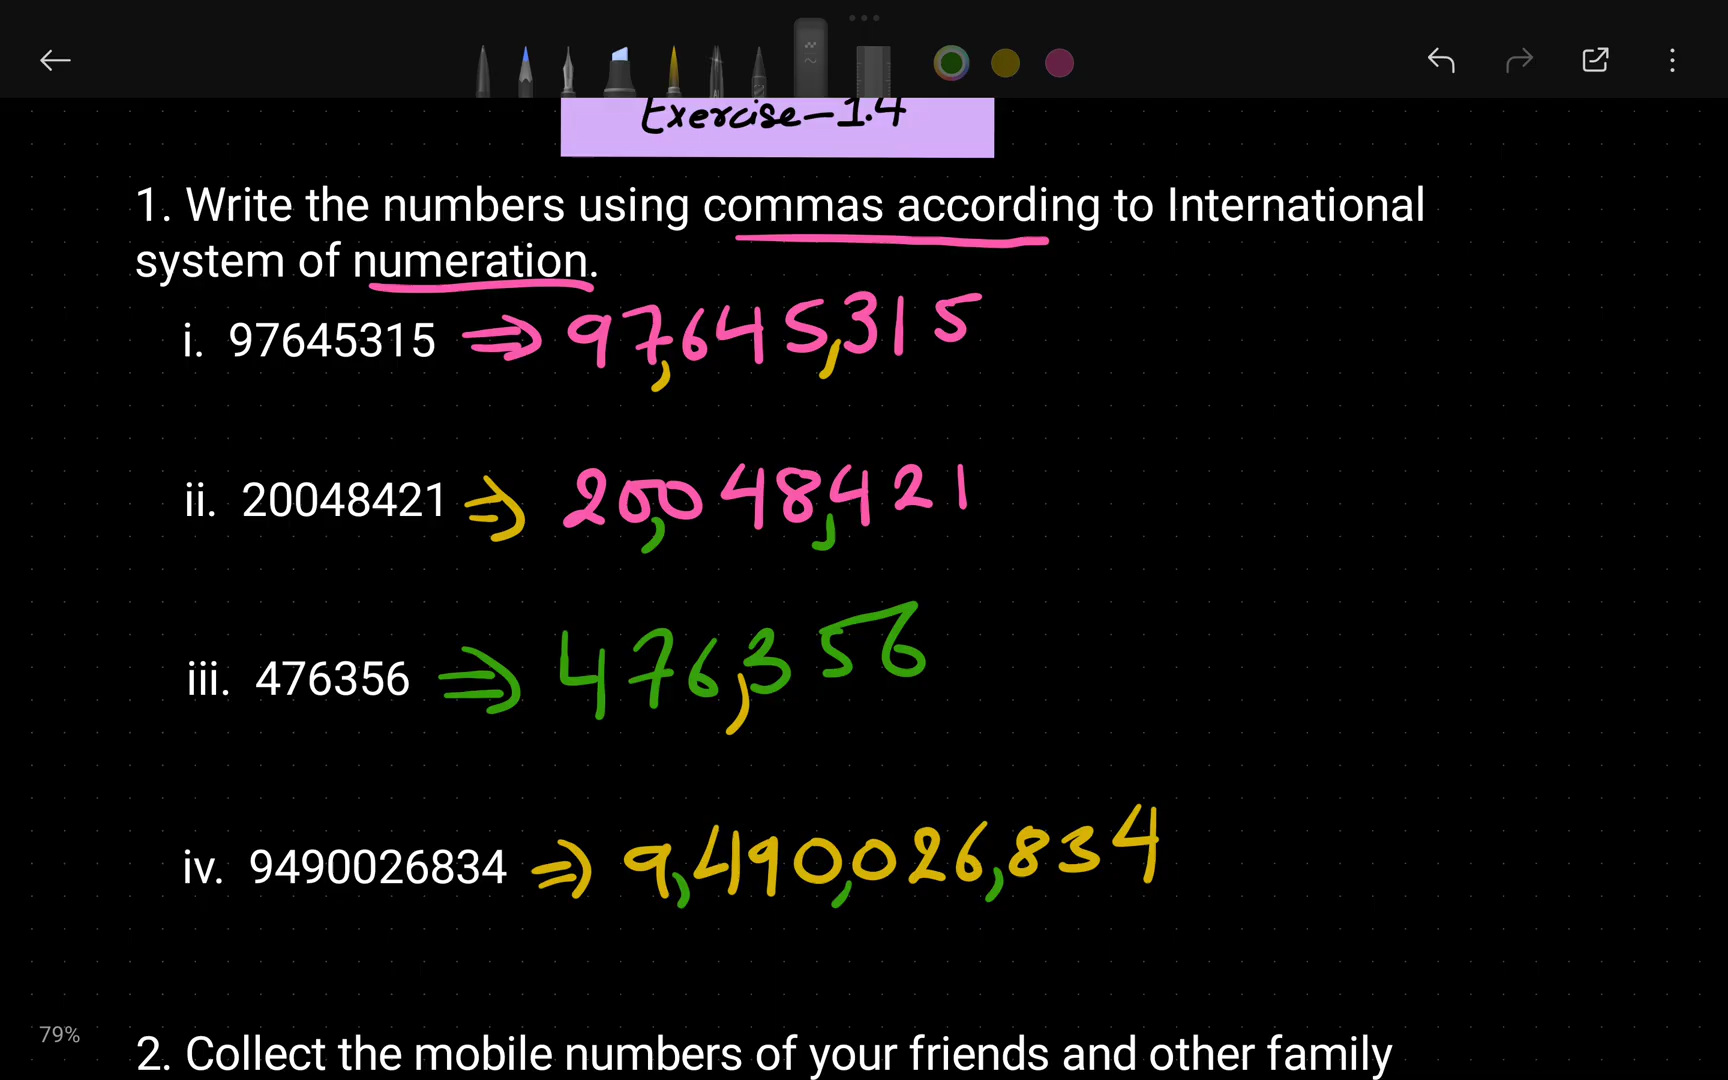 Exercise-1.4
1. Write the numbers using commas according to International
system of numeration.
i. 97645315 ⇒ 97,645,315
ii. 20048421 ⇒ 20,048,421
iii. 476356 ⇒ 476,356
iv. 9490026834 ⇒ 9,490,026,834
79%
2. Collect the mobile numbers of your friends and other family